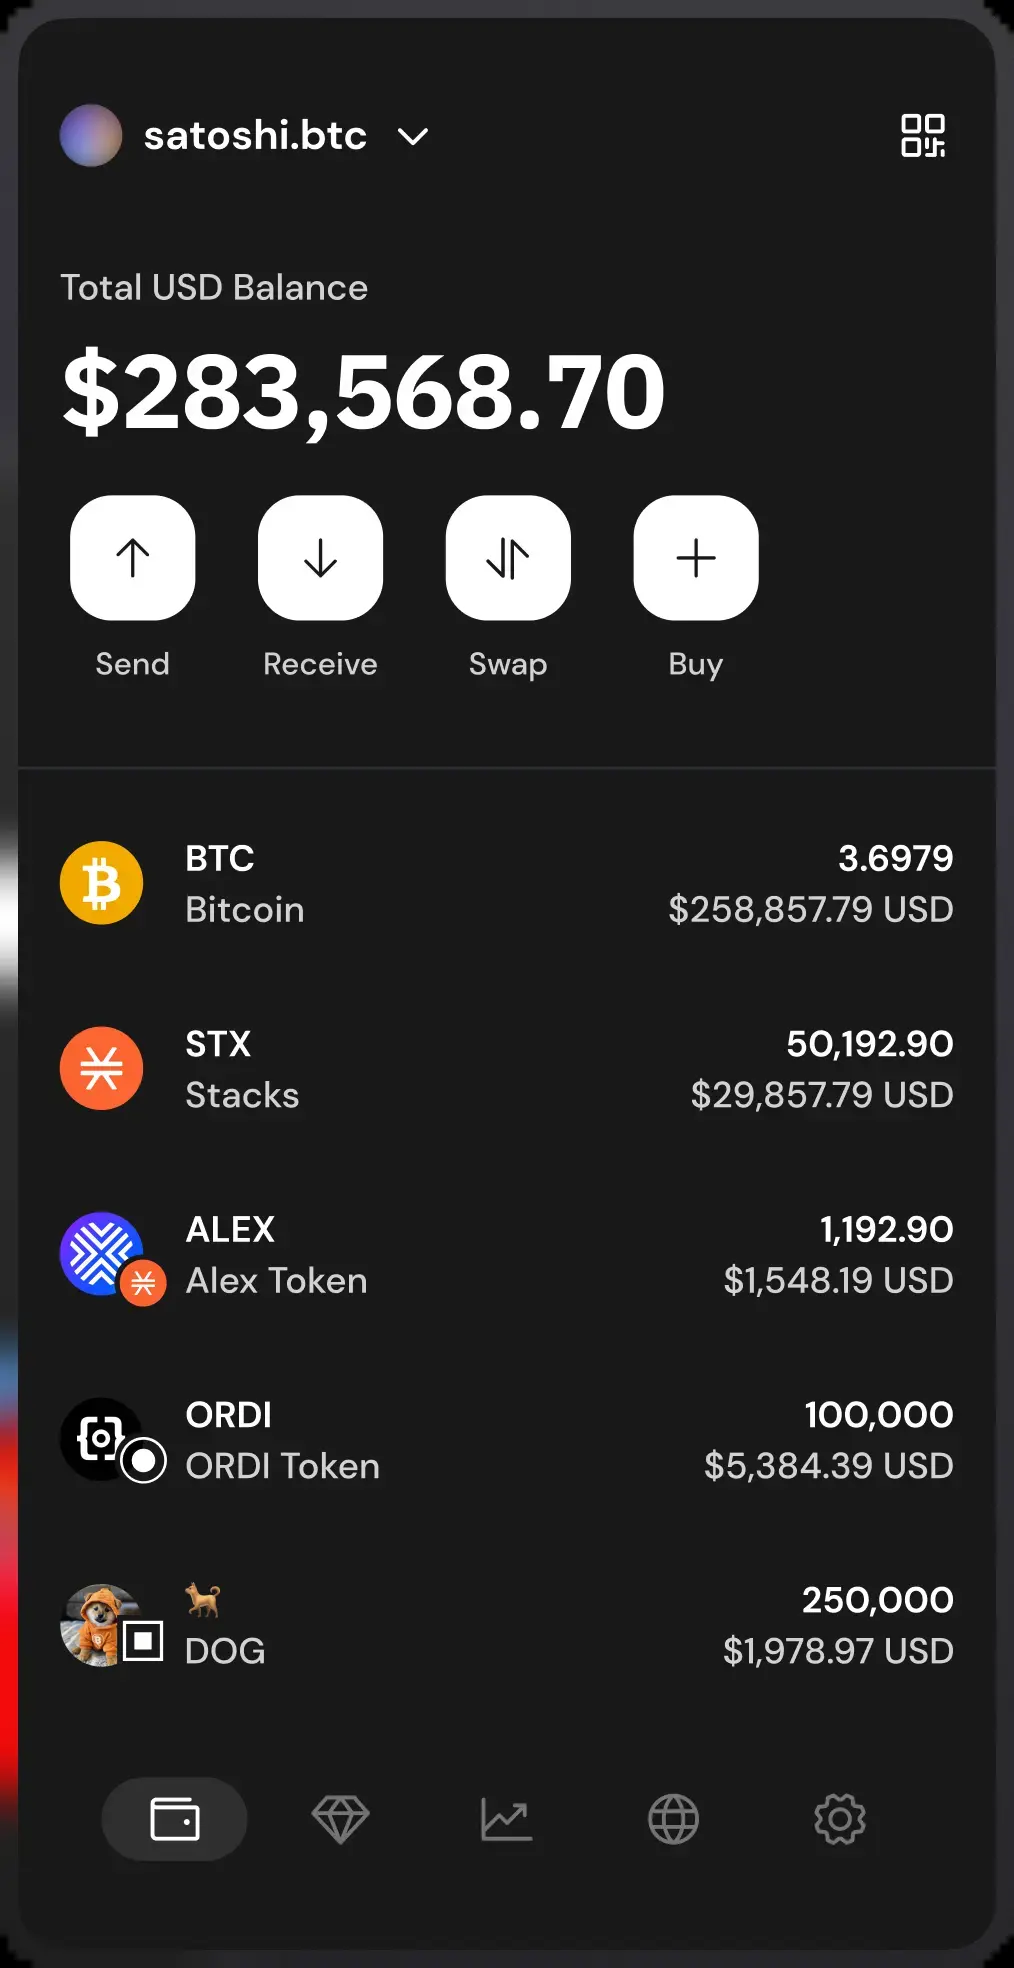 satoshi.btc
Total USD Balance
$283,568.70
Send
Receive
Swap
Buy
BTC
3.6979
Bitcoin
$258,857.79 USD
STX
50,192.90
Stacks
$29,857.79 USD
ALEX
1,192.90
Alex Token
$1,548.19 USD
ORDI
100,000
ORDI Token
$5,384.39 USD
🐕
250,000
DOG
$1,978.97 USD